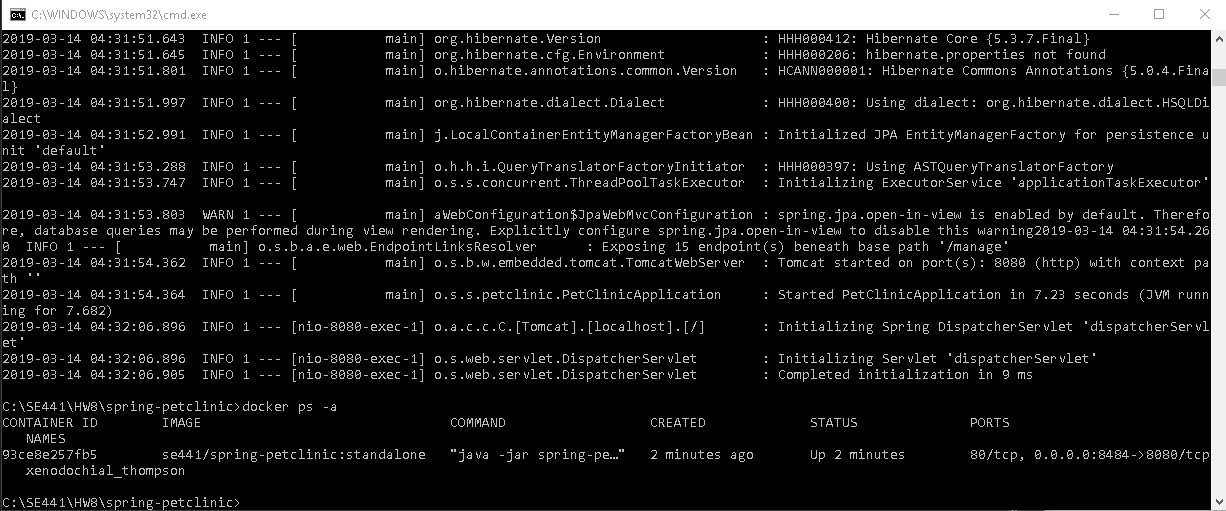 C:\WINDOWS\system32\cmd.exe
2019-03-14 04:31:51.643  INFO 1 --- [           main] org.hibernate.Version                    : HHH000412: Hibernate Core {5.3.7.Final}
2019-03-14 04:31:51.645  INFO 1 --- [           main] org.hibernate.cfg.Environment            : HHH000206: hibernate.properties not found
2019-03-14 04:31:51.801  INFO 1 --- [           main] o.hibernate.annotations.common.Version   : HCANN000001: Hibernate Commons Annotations {5.0.4.Fina
l}
2019-03-14 04:31:51.997  INFO 1 --- [           main] org.hibernate.dialect.Dialect            : HHH000400: Using dialect: org.hibernate.dialect.HSQLDi
alect
2019-03-14 04:31:52.991  INFO 1 --- [           main] j.LocalContainerEntityManagerFactoryBean : Initialized JPA EntityManagerFactory for persistence u
nit 'default'
2019-03-14 04:31:53.288  INFO 1 --- [           main] o.h.h.i.QueryTranslatorFactoryInitiator  : HHH000397: Using ASTQueryTranslatorFactory
2019-03-14 04:31:53.747  INFO 1 --- [           main] o.s.s.concurrent.ThreadPoolTaskExecutor  : Initializing ExecutorService 'applicationTaskExecutor'
2019-03-14 04:31:53.803  WARN 1 --- [           main] aWebConfiguration$JpaWebMvcConfiguration : spring.jpa.open-in-view is enabled by default. Therefo
re, database queries may be performed during view rendering. Explicitly configure spring.jpa.open-in-view to disable this warning2019-03-14 04:31:54.26
0  INFO 1 --- [           main] o.s.b.a.e.web.EndpointLinksResolver      : Exposing 15 endpoint(s) beneath base path '/manage'
2019-03-14 04:31:54.362  INFO 1 --- [           main] o.s.b.w.embedded.tomcat.TomcatWebServer  : Tomcat started on port(s): 8080 (http) with context pa
th ''
2019-03-14 04:31:54.364  INFO 1 --- [           main] o.s.s.petclinic.PetClinicApplication     : Started PetClinicApplication in 7.23 seconds (JVM runn
ing for 7.682)
2019-03-14 04:32:06.896  INFO 1 --- [nio-8080-exec-1] o.a.c.c.C.[Tomcat].[localhost].[/]       : Initializing Spring DispatcherServlet 'dispatcherServl
et'
2019-03-14 04:32:06.896  INFO 1 --- [nio-8080-exec-1] o.s.web.servlet.DispatcherServlet        : Initializing Servlet 'dispatcherServlet'
2019-03-14 04:32:06.905  INFO 1 --- [nio-8080-exec-1] o.s.web.servlet.DispatcherServlet        : Completed initialization in 9 ms
C:\SE441\HW8\spring-petclinic>docker ps -a
CONTAINER ID        IMAGE                               COMMAND                  CREATED             STATUS              PORTS
   NAMES
93ce8e257fb5        se441/spring-petclinic:standalone   "java -jar spring-pe…"   2 minutes ago       Up 2 minutes        80/tcp, 0.0.0.0:8484->8080/tcp
   xenodochial_thompson
C:\SE441\HW8\spring-petclinic>